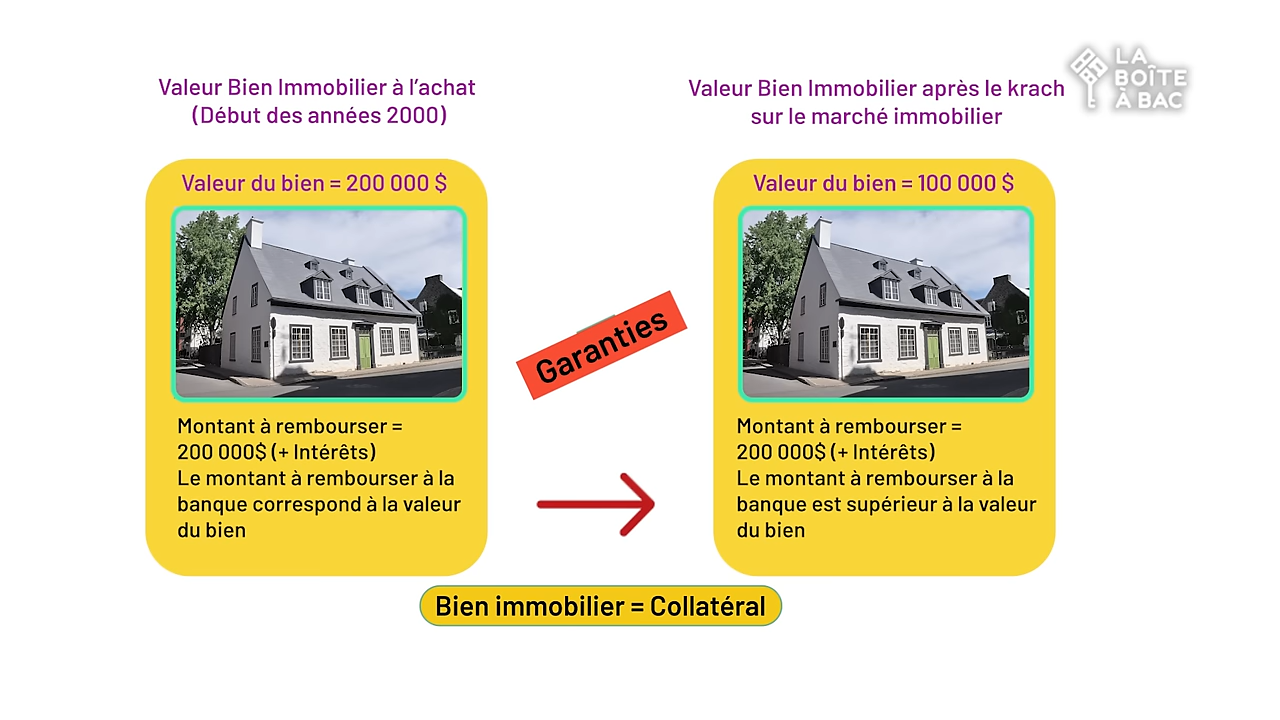 Valeur Bien Immobilier à l’achat
(Début des années 2000)
Valeur du bien = 200 000 $
Montant à rembourser =
200 000$ (+ Intérêts)
Le montant à rembourser à la
banque correspond à la valeur
du bien
Garanties
Valeur Bien Immobilier après le krach
sur le marché immobilier
Valeur du bien = 100 000 $
Montant à rembourser =
200 000$ (+ Intérêts)
Le montant à rembourser à la
banque est supérieur à la valeur
du bien
Bien immobilier = Collatéral
LA
BOÎTE
À BAC